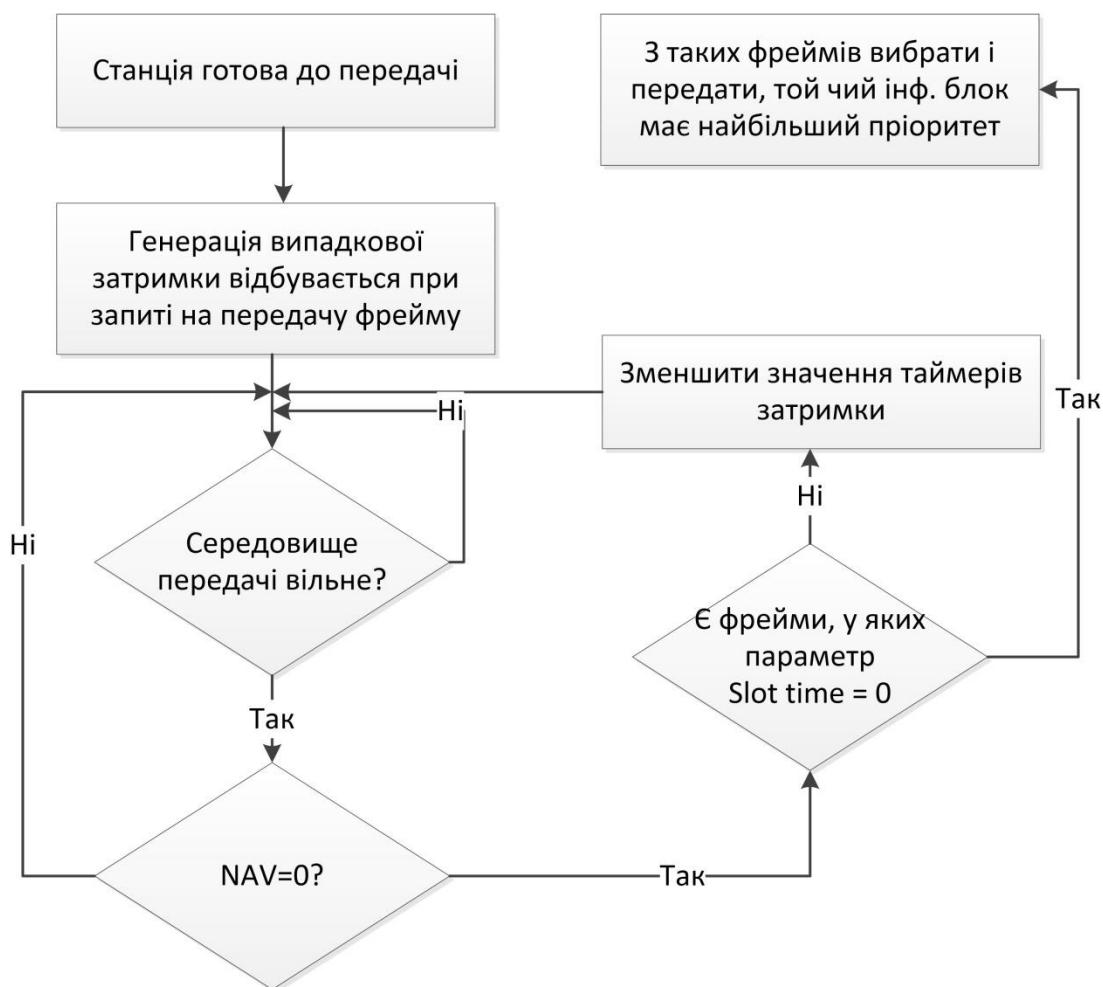 Станція готова до передачі
З таких фреймів вибрати і
передати, той чий інф. блок
має найбільший пріоритет
Генерація випадкової
затримки відбувається при
запиті на передачу фрейму
Зменшити значення таймерів
затримки
Так
Ні
Ні
Ні
Середовище
передачі вільне?
Є фрейми, у яких
параметр
Slot time = 0
Так
NAV=0?
Так